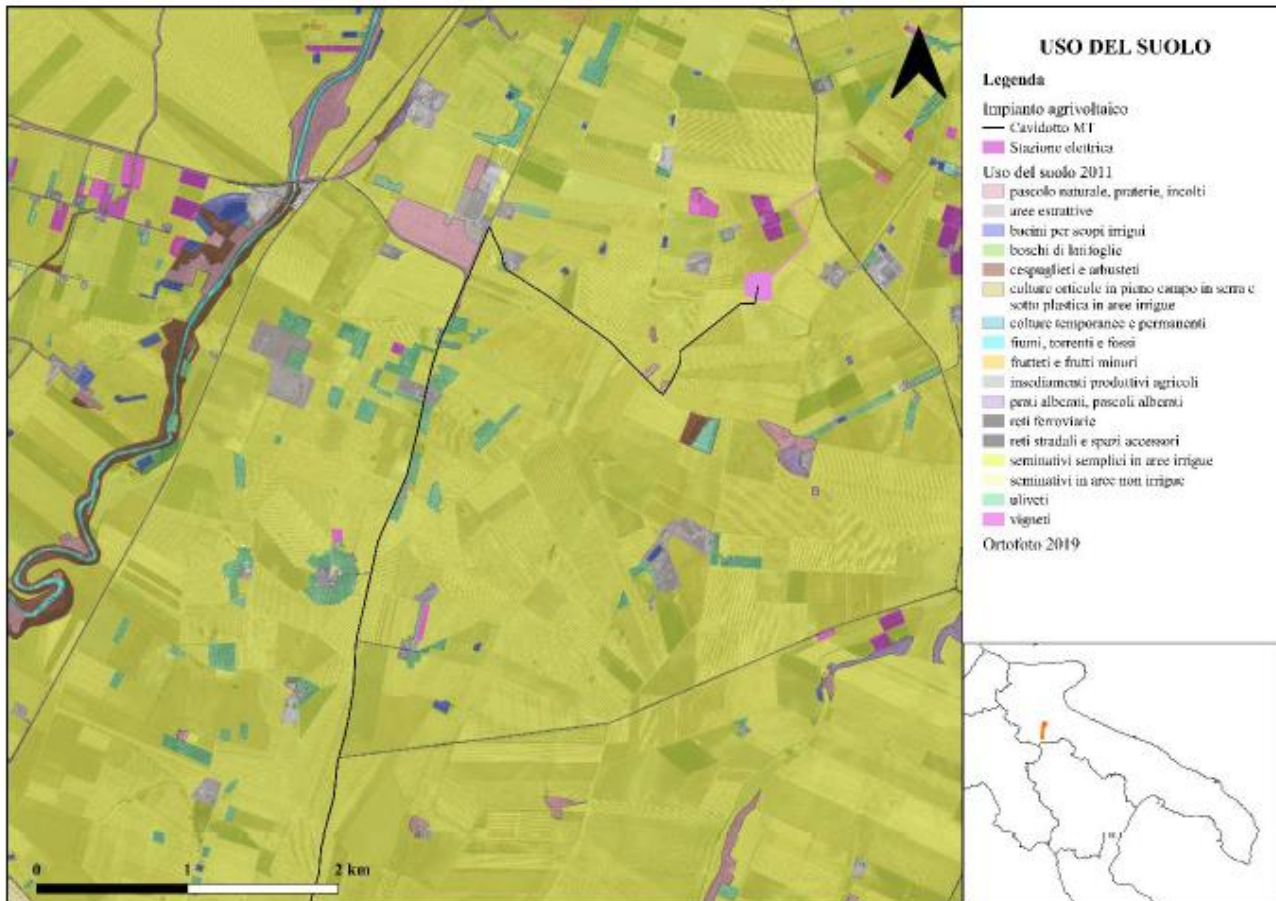 USO DEL SUOLO
Legenda
Impianto agrivoltaico
Cavidotto MT
Stazione elettrica
Uso del suolo 2011
pascolo naturale, praterie, incolti
aree estrattive
bacini per scopi irrigui
boschi di latifoglie
cespuglieti e arbusteti
colture orticole in pieno campo in serra e
sotto plastica in aree irrigue
colture temporanee e permanenti
fiumi, torrenti e fossi
frutteti e frutti minori
insediamenti produttivi agricoli
prati alberati, pascoli alberati
reti ferroviarie
reti stradali e spazi accessori
seminativi semplici in aree irrigue
seminativi in aree non irrigue
uliveti
vigneti
Ortofoto 2019
0 1 2 km